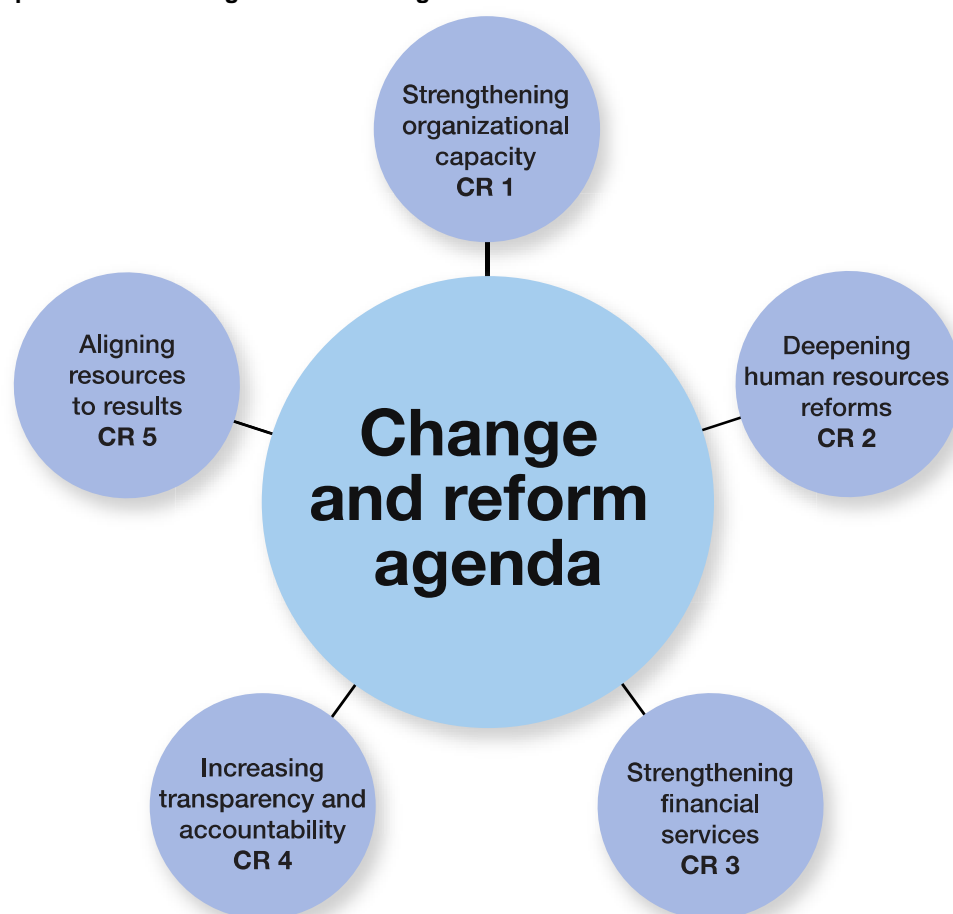 Strengthening
organizational
capacity
CR 1
Deepening
human resources
reforms
CR 2
Strengthening
financial
services
CR 3
Increasing
transparency and
accountability
CR 4
Aligning
resources
to results
CR 5
Change
and reform
agenda